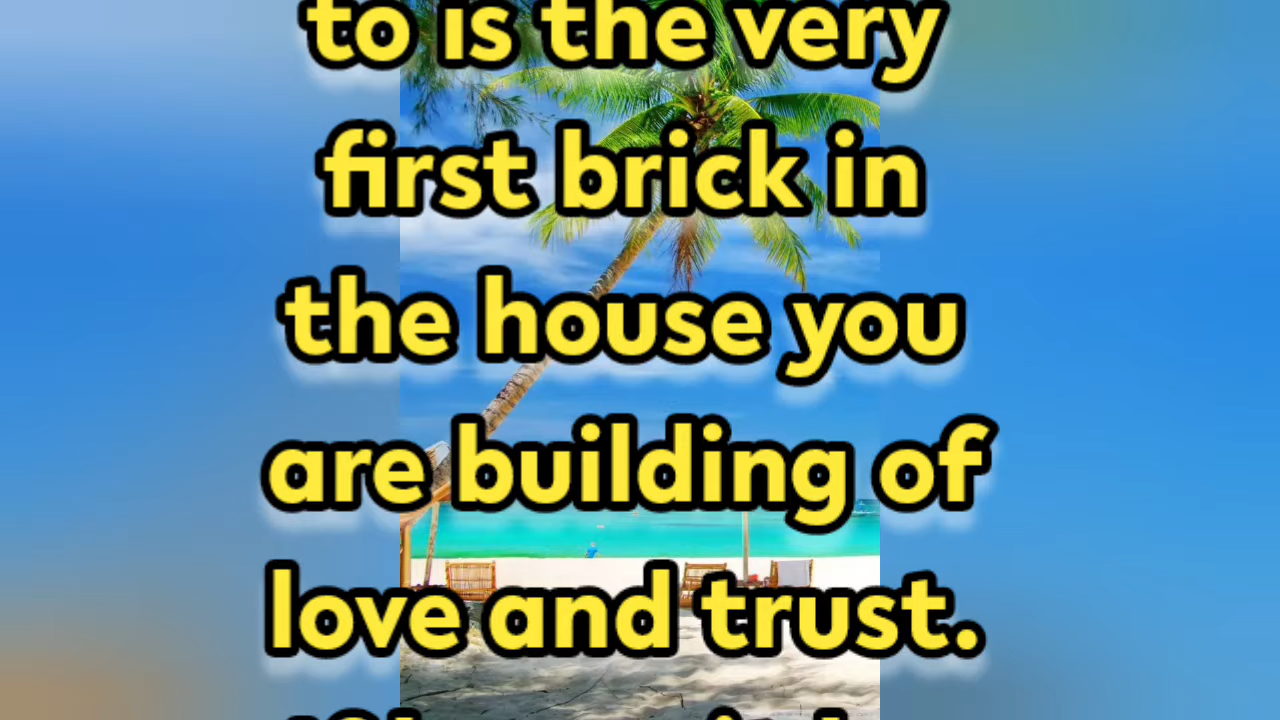 to is the very
first brick in
the house you
are building of
love and trust.